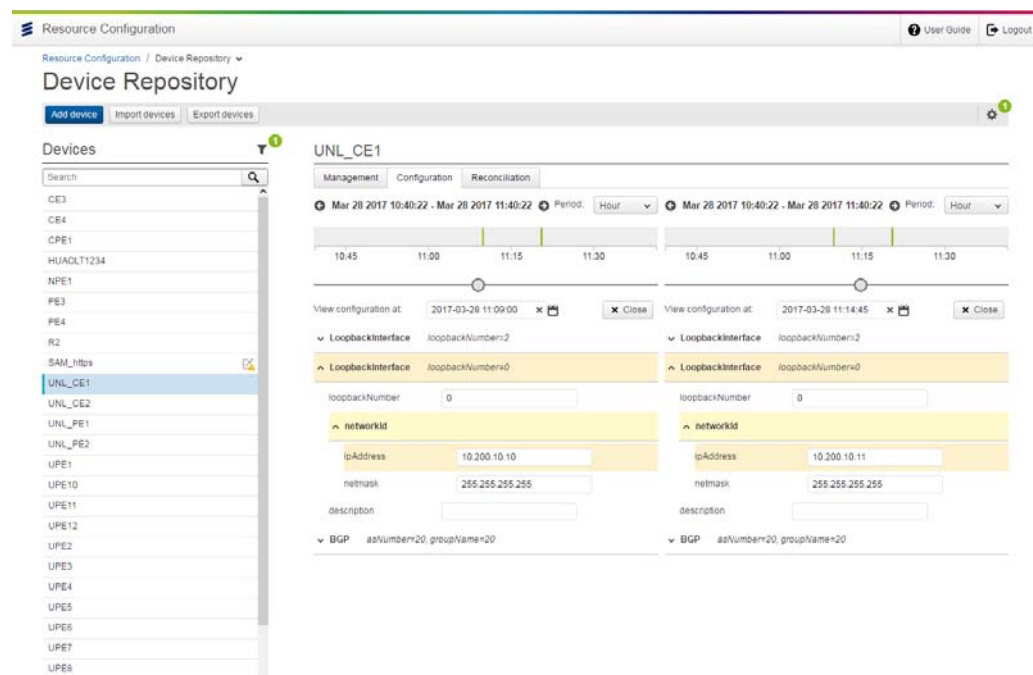 Resource Configuration
User Guide
Logout
Resource Configuration / Device Repository
Device Repository
Add device
Import devices
Export devices
1
Devices
1
Search
CE3
CE4
CPE1
HUAOLT1234
NPE1
PE3
PE4
R2
SAM_https
UNL_CE1
UNL_CE2
UNL_PE1
UNL_PE2
UPE1
UPE10
UPE11
UPE12
UPE2
UPE3
UPE4
UPE5
UPE6
UPE7
UPE8
UNL_CE1
Management Configuration Reconciliation
Mar 28 2017 10:40:22 - Mar 28 2017 11:40:22 Period: Hour
10:45 11:00 11:15 11:30
View configuration at: 2017-03-28 11:09:00 x Close
LoopbackInterface loopbackNumber=2
LoopbackInterface loopbackNumber=0
loopbackNumber 0
networkId
ipAddress 10.200.10.10
netmask 255.255.255.255
description
BGP asNumber=20, groupName=20
Mar 28 2017 10:40:22 - Mar 28 2017 11:40:22 Period: Hour
10:45 11:00 11:15 11:30
View configuration at: 2017-03-28 11:14:45 x Close
LoopbackInterface loopbackNumber=2
LoopbackInterface loopbackNumber=0
loopbackNumber 0
networkId
ipAddress 10.200.10.11
netmask 255.255.255.255
description
BGP asNumber=20, groupName=20